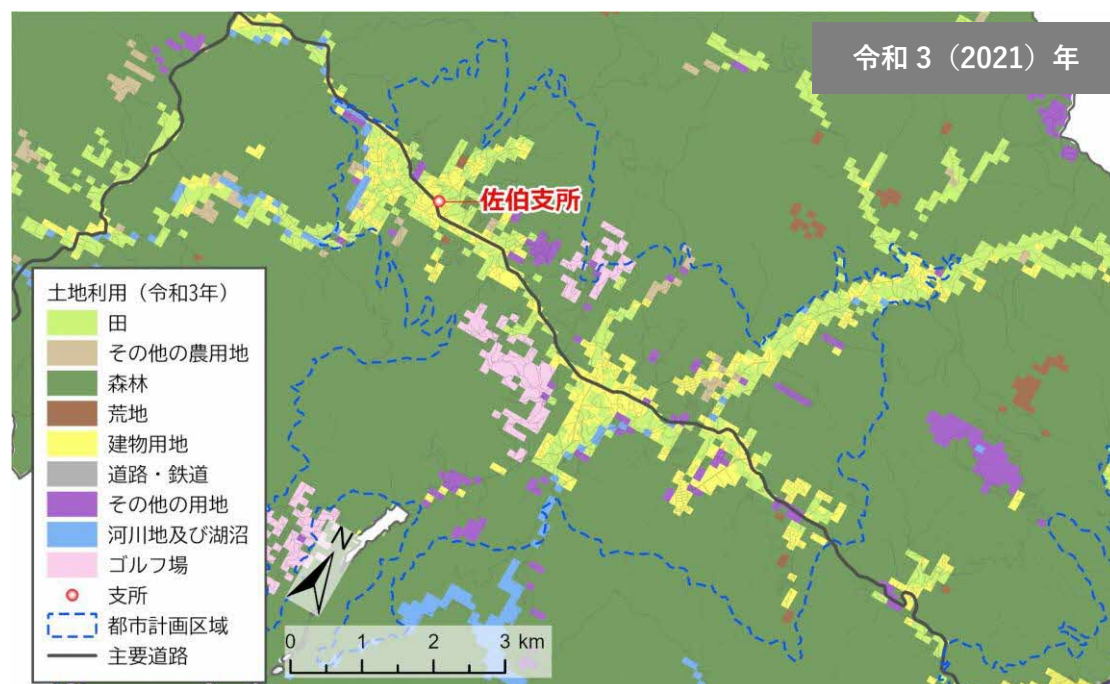 令和３（2021）年
佐伯支所
土地利用（令和3年）
田
その他の農用地
森林
荒地
建物用地
道路・鉄道
その他の用地
河川地及び湖沼
ゴルフ場
支所
都市計画区域
主要道路
N
0 1 2 3 km